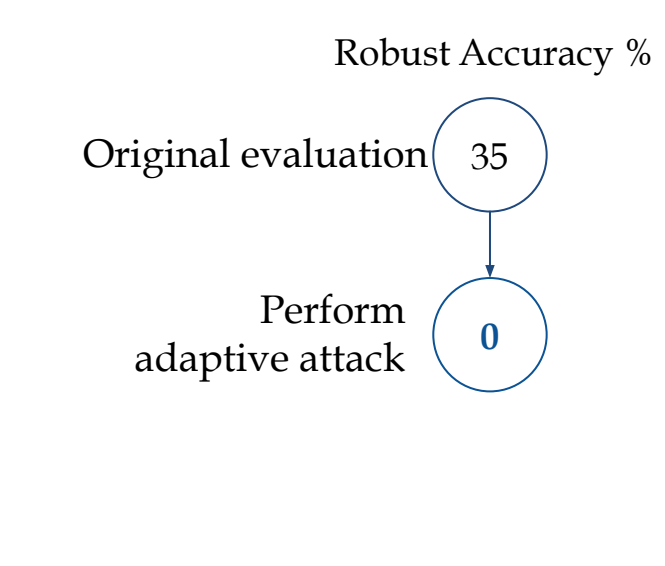 Robust Accuracy %
Original evaluation
35
Perform
adaptive attack
0